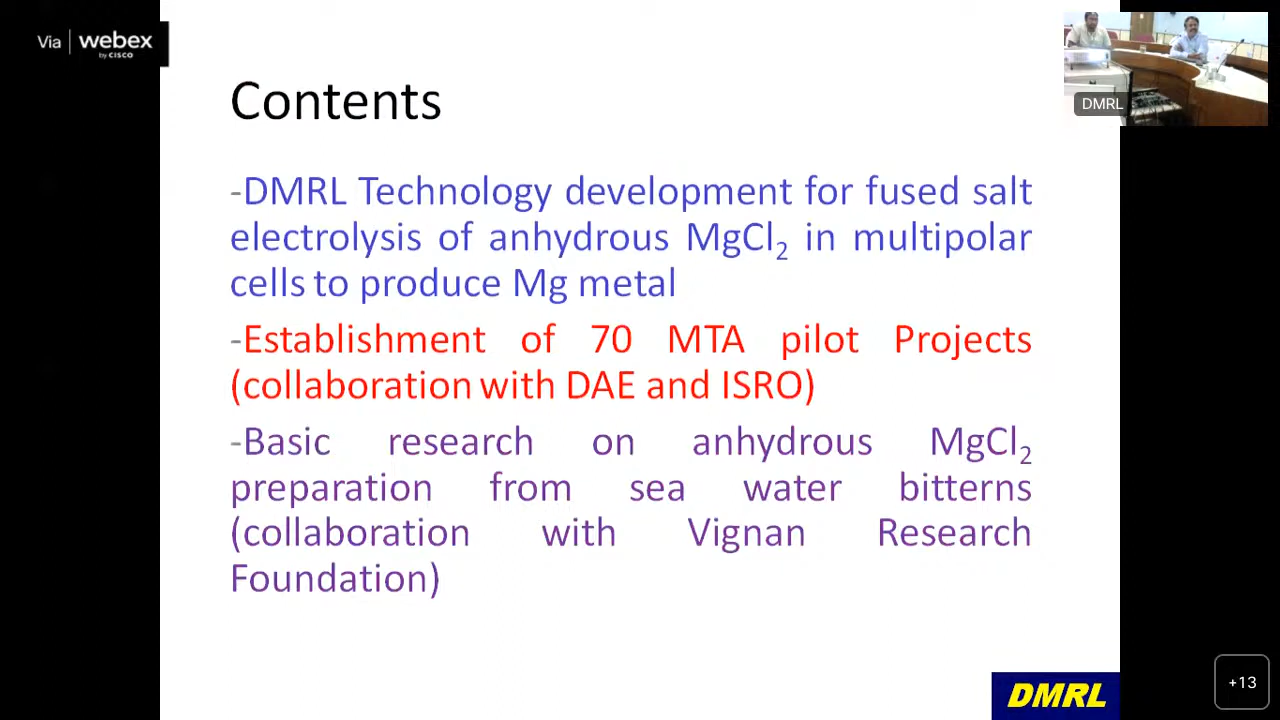 Via webex
by CISCO
DMRL
Contents
-DMRL Technology development for fused salt
electrolysis of anhydrous MgCl2 in multipolar
cells to produce Mg metal
-Establishment of 70 MTA pilot Projects
(collaboration with DAE and ISRO)
-Basic research on anhydrous MgCl2
preparation from sea water bitterns
(collaboration with Vignan Research
Foundation)
+13
DMRL